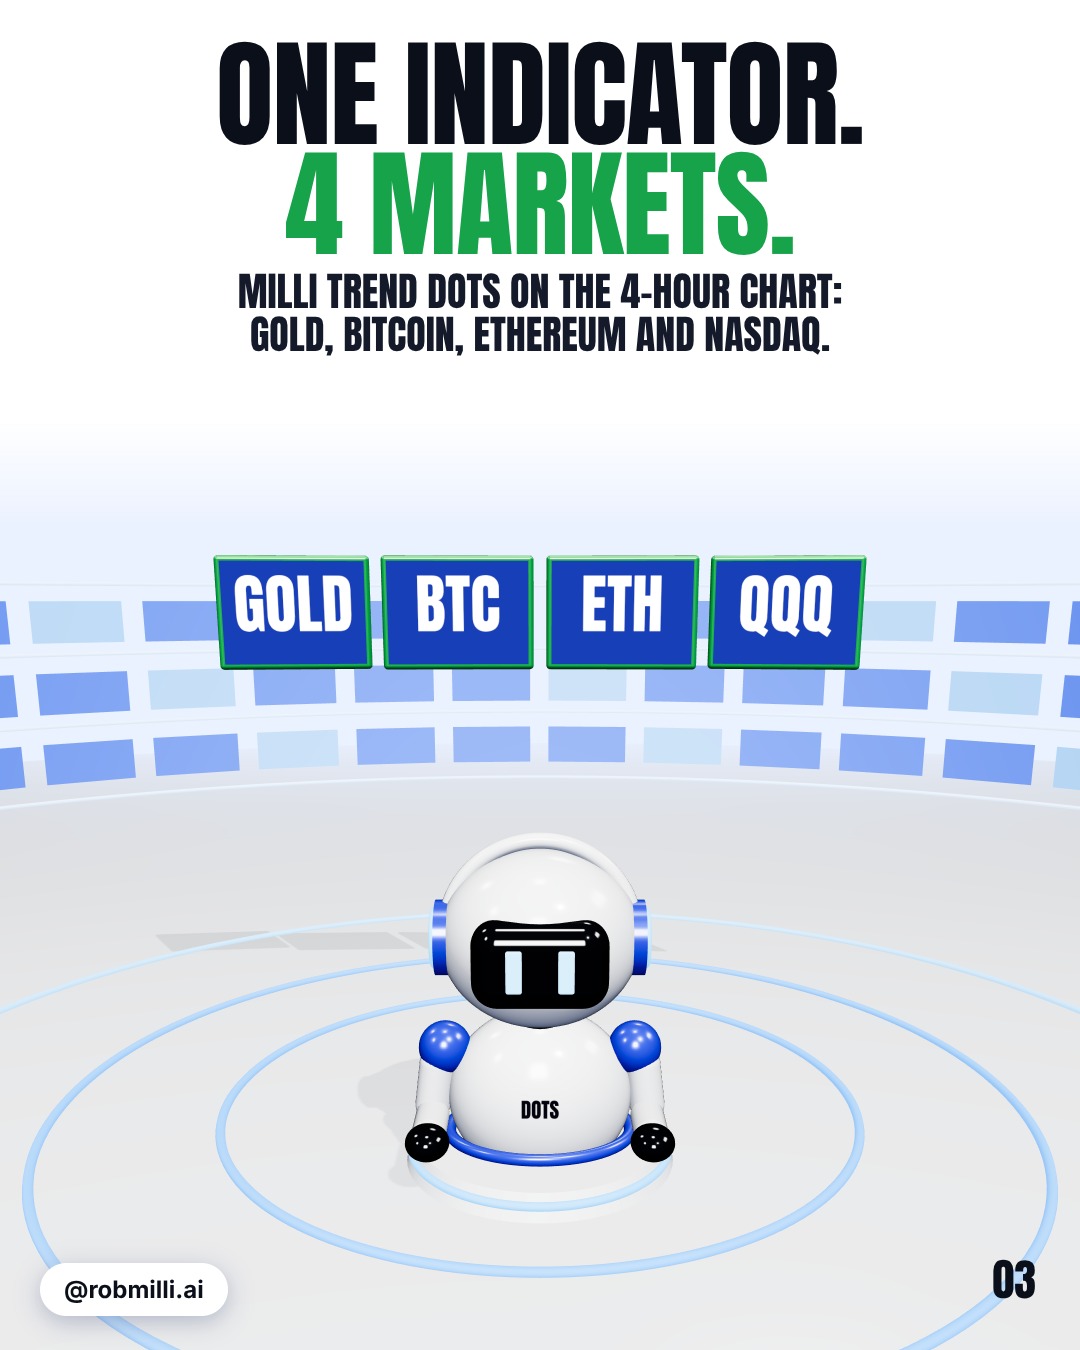 ONE INDICATOR.
4 MARKETS.
MILLI TREND DOTS ON THE 4-HOUR CHART:
GOLD, BITCOIN, ETHEREUM AND NASDAQ.
GOLD BTC ETH QQQ
DOTS
@robmilli.ai
03